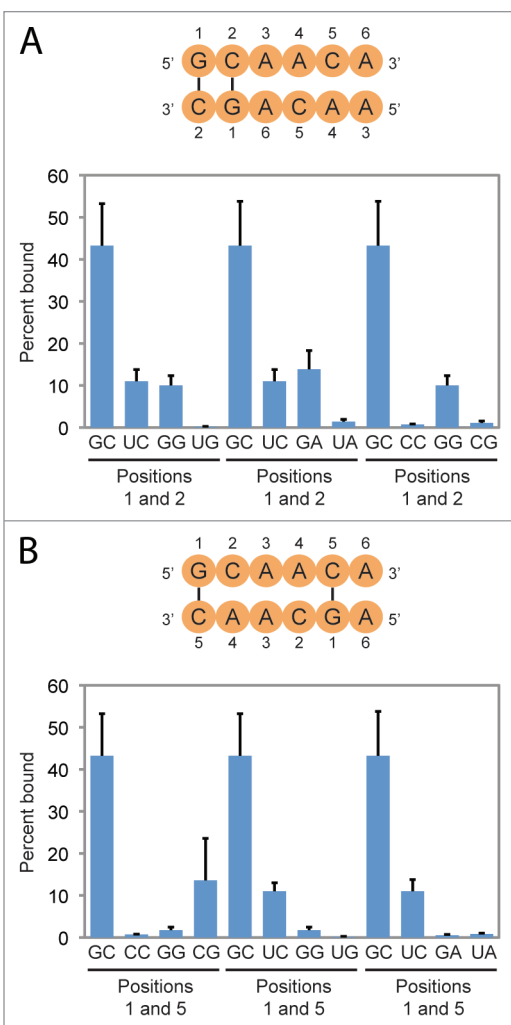 A
1 2 3 4 5 6
5’ G C A A C A 3’
3’ C G A C A A 5’
2 1 6 5 4 3
Percent bound
60
50
40
30
20
10
0
GC UC GG UG GC UC GA UA GC CC GG CG
Positions Positions Positions
1 and 2 1 and 2 1 and 2
B
1 2 3 4 5 6
5’ G C A A C A 3’
3’ C A A C G A 5’
5 4 3 2 1 6
Percent bound
60
50
40
30
20
10
0
GC CC GG CG GC UC GG UG GC UC GA UA
Positions Positions Positions
1 and 5 1 and 5 1 and 5